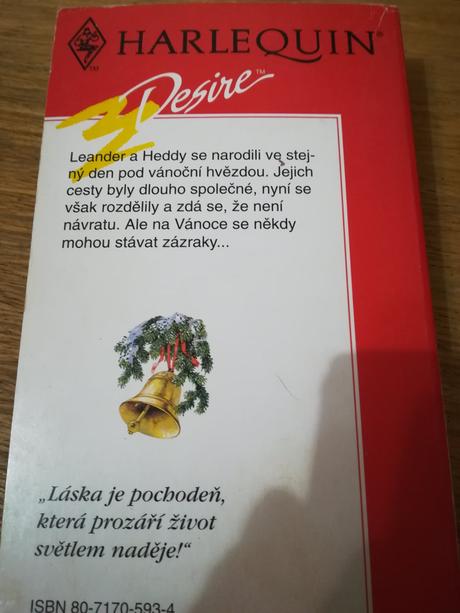 HARLEQUIN®
™
Desire™
Leander a Heddy se narodili ve stej-
ný den pod vánoční hvězdou. Jejich
cesty byly dlouho společné, nyní se
však rozdělily a zdá se, že není
návratu. Ale na Vánoce se někdy
mohou stávat zázraky...
„Láska je pochodeň,
která prozáří život
světlem naděje!“
ISBN 80-7170-593-4